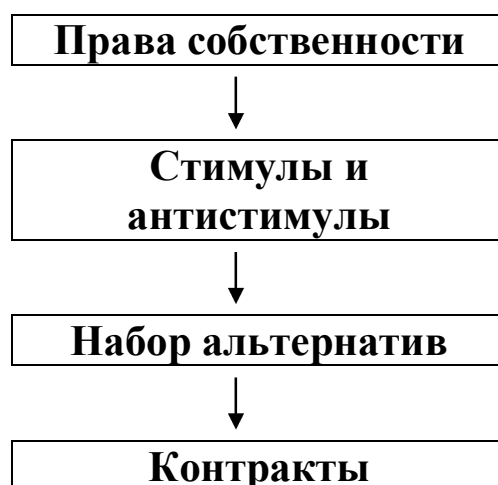 Права собственности
Стимулы и
антистимулы
Набор альтернатив
Контракты